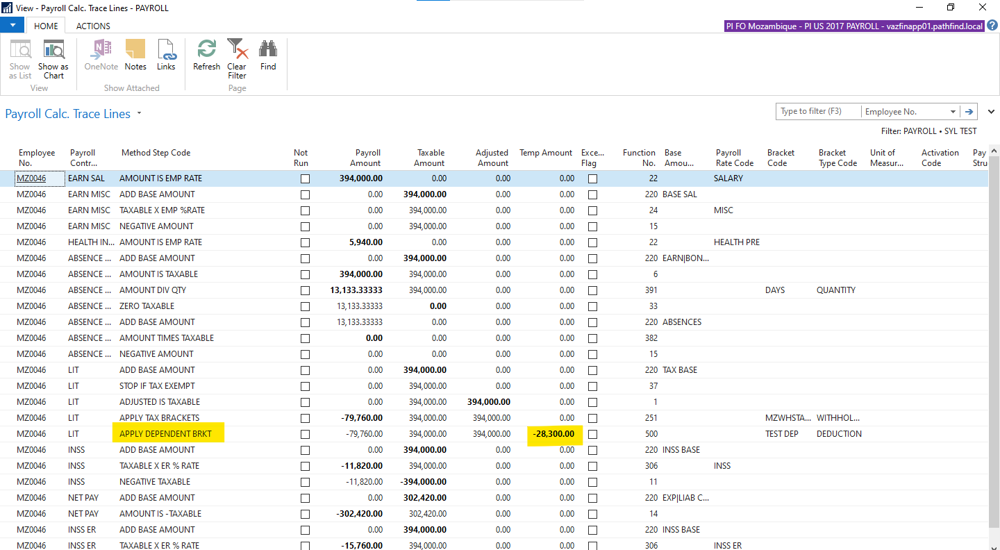 View - Payroll Calc. Trace Lines - PAYROLL
HOME ACTIONS
PI FO Mozambique - PI US 2017 PAYROLL - vazfinapp01.pathfind.local
Show as List Show as Chart OneNote Notes Links Refresh Clear Filter Find
View Show Attached Page
Payroll Calc. Trace Lines
Type to filter (F3) Employee No.
Filter: PAYROLL • SYL TEST
Employee No. Payroll Contr... Method Step Code Not Run Payroll Amount Taxable Amount Adjusted Amount Temp Amount Exce... Flag Function No. Base Amou... Payroll Rate Code Bracket Code Bracket Type Code Unit of Measur... Activation Code Pay Stru
MZ0046 EARN SAL AMOUNT IS EMP RATE 394,000.00 0.00 0.00 0.00 22 SALARY
MZ0046 EARN MISC ADD BASE AMOUNT 0.00 394,000.00 0.00 0.00 220 BASE SAL
MZ0046 EARN MISC TAXABLE X EMP %RATE 0.00 394,000.00 0.00 0.00 24 MISC
MZ0046 EARN MISC NEGATIVE AMOUNT 0.00 394,000.00 0.00 0.00 15
MZ0046 HEALTH IN... AMOUNT IS EMP RATE 5,940.00 0.00 0.00 0.00 22 HEALTH PRE
MZ0046 ABSENCE ... ADD BASE AMOUNT 0.00 394,000.00 0.00 0.00 220 EARN|BON...
MZ0046 ABSENCE ... AMOUNT IS TAXABLE 394,000.00 394,000.00 0.00 0.00 6
MZ0046 ABSENCE ... AMOUNT DIV QTY 13,133.33333 394,000.00 0.00 0.00 391 DAYS QUANTITY
MZ0046 ABSENCE ... ZERO TAXABLE 13,133.33333 0.00 0.00 0.00 33
MZ0046 ABSENCE ... ADD BASE AMOUNT 13,133.33333 0.00 0.00 0.00 220 ABSENCES
MZ0046 ABSENCE ... AMOUNT TIMES TAXABLE 0.00 0.00 0.00 0.00 382
MZ0046 ABSENCE ... NEGATIVE AMOUNT 0.00 0.00 0.00 0.00 15
MZ0046 LIT ADD BASE AMOUNT 0.00 394,000.00 0.00 0.00 220 TAX BASE
MZ0046 LIT STOP IF TAX EXEMPT 0.00 394,000.00 0.00 0.00 37
MZ0046 LIT ADJUSTED IS TAXABLE 0.00 394,000.00 394,000.00 0.00 1
MZ0046 LIT APPLY TAX BRACKETS -79,760.00 394,000.00 394,000.00 0.00 251 MZWHSTA... WITHHOL...
MZ0046 LIT APPLY DEPENDENT BRKT -79,760.00 394,000.00 394,000.00 -28,300.00 500 TEST DEP DEDUCTION
MZ0046 INSS ADD BASE AMOUNT 0.00 394,000.00 0.00 0.00 220 INSS BASE
MZ0046 INSS TAXABLE X ER % RATE -11,820.00 394,000.00 0.00 0.00 306 INSS
MZ0046 INSS NEGATIVE TAXABLE -11,820.00 -394,000.00 0.00 0.00 11
MZ0046 NET PAY ADD BASE AMOUNT 0.00 302,420.00 0.00 0.00 220 EXP|LIAB C...
MZ0046 NET PAY AMOUNT IS -TAXABLE -302,420.00 302,420.00 0.00 0.00 14
MZ0046 INSS ER ADD BASE AMOUNT 0.00 394,000.00 0.00 0.00 220 INSS BASE
MZ0046 INSS ER TAXABLE X ER % RATE -15,760.00 394,000.00 0.00 0.00 306 INSS ER